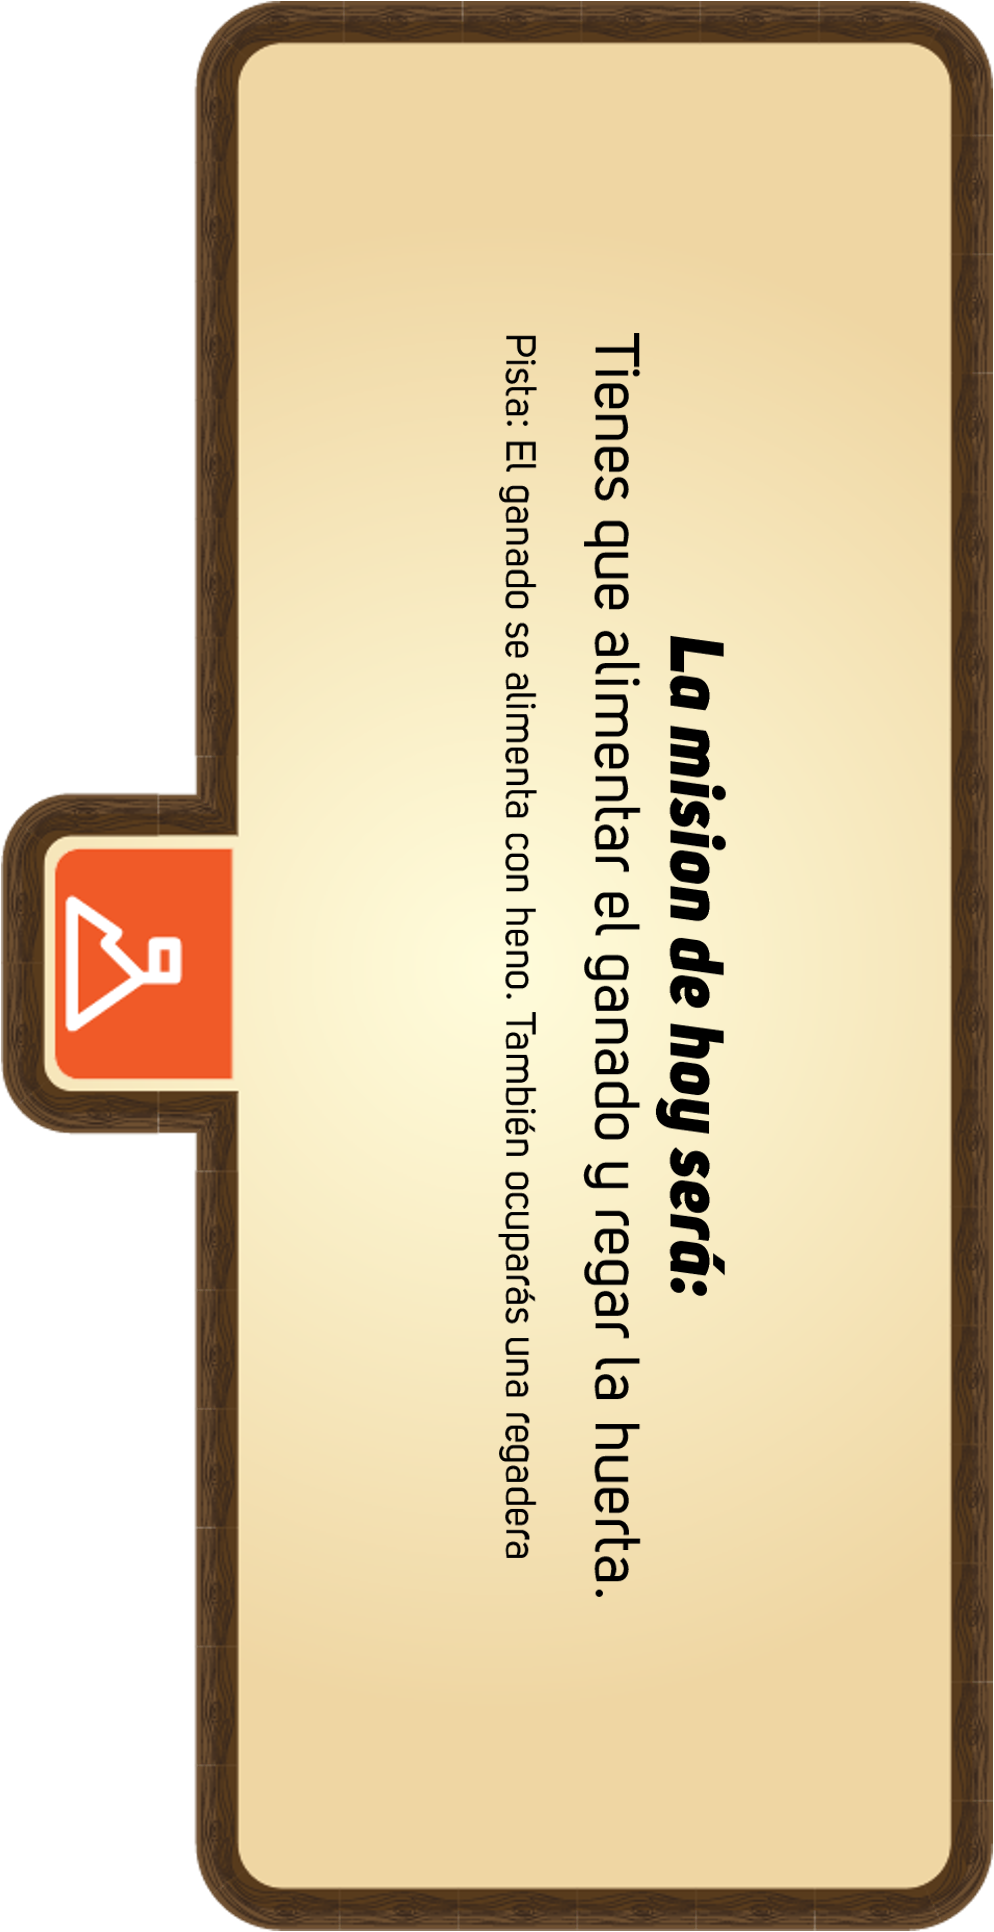 La mision de hoy será:
Tienes que alimentar el ganado y regar la huerta.
Pista: El ganado se alimenta con heno. También ocuparás una regadera